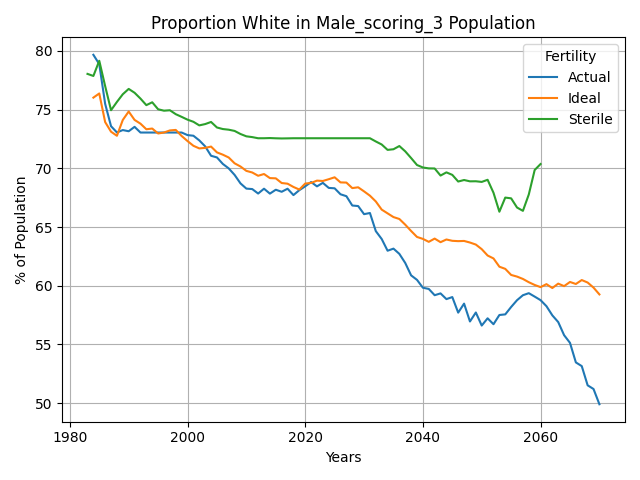 Proportion White in Male_scoring_3 Population
% of Population
80
75
70
65
60
55
50
Fertility
Actual
Ideal
Sterile
1980
2000
2020
2040
2060
Years